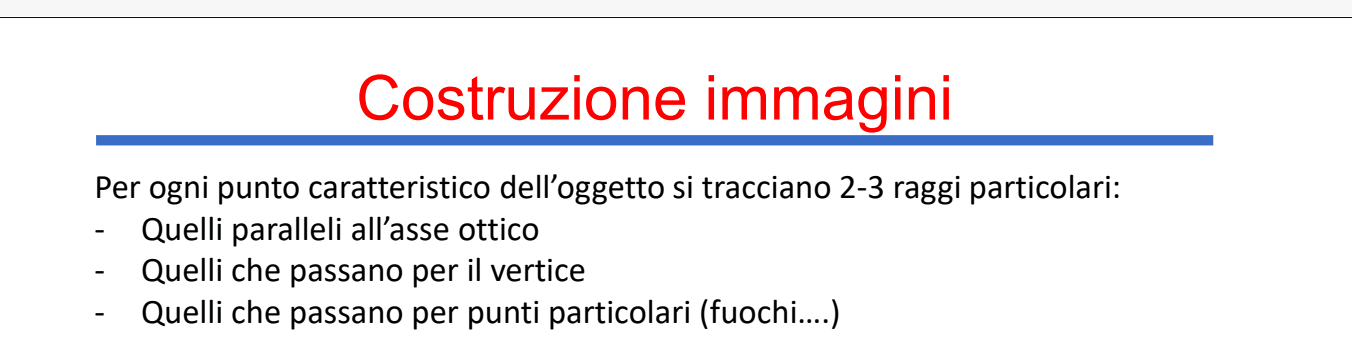 Costruzione immagini
Per ogni punto caratteristico dell’oggetto si tracciano 2-3 raggi particolari:
- Quelli paralleli all’asse ottico
- Quelli che passano per il vertice
- Quelli che passano per punti particolari (fuochi….)